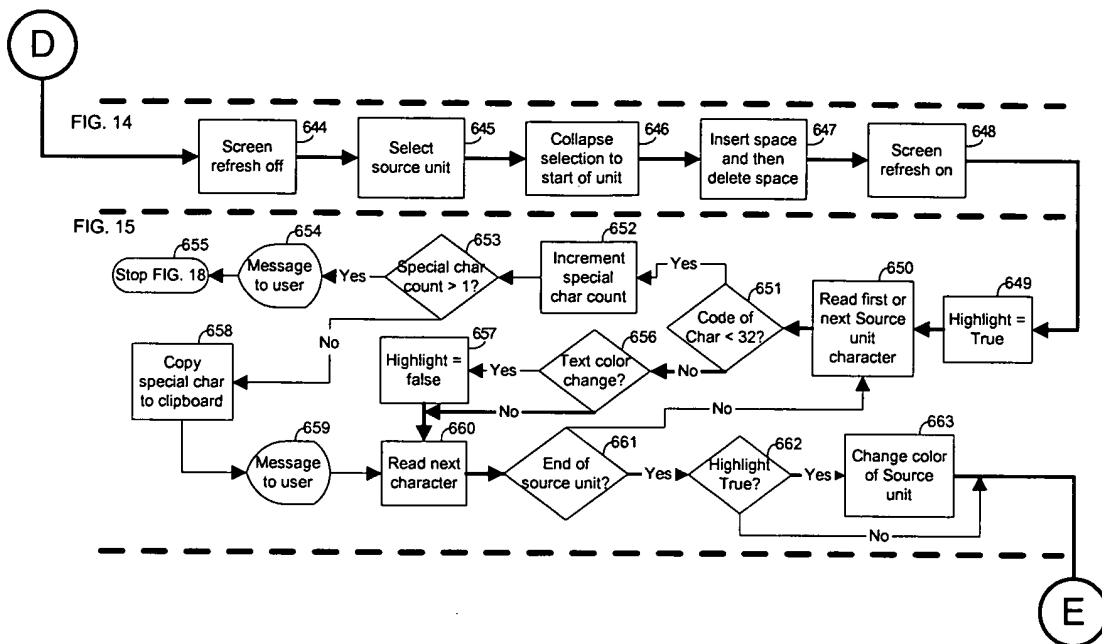 D
FIG. 14
644
Screen
refresh off
645
Select
source unit
646
Collapse
selection to
start of unit
647
Insert space
and then
delete space
648
Screen
refresh on
FIG. 15
655
Stop FIG. 18
654
Message
to user
Yes
653
Special char
count > 1?
652
Increment
special
char count
Yes
651
Code of
Char < 32?
650
Read first or
next Source
unit
character
649
Highlight =
True
658
Copy
special char
to clipboard
No
657
Highlight =
false
Yes
656
Text color
change?
No
No
No
659
Message
to user
660
Read next
character
661
End of
source unit?
Yes
662
Highlight
True?
Yes
663
Change color
of Source
unit
No
E